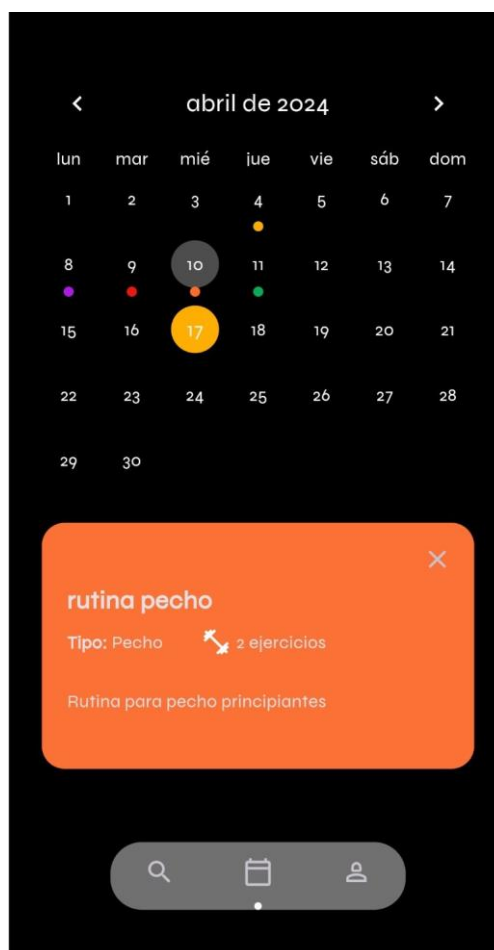 abril de 2024
lun mar mié jue vie sáb dom
1 2 3 4 5 6 7
8 9 10 11 12 13 14
15 16 17 18 19 20 21
22 23 24 25 26 27 28
29 30
rutina pecho
Tipo: Pecho 2 ejercicios
Rutina para pecho principiantes